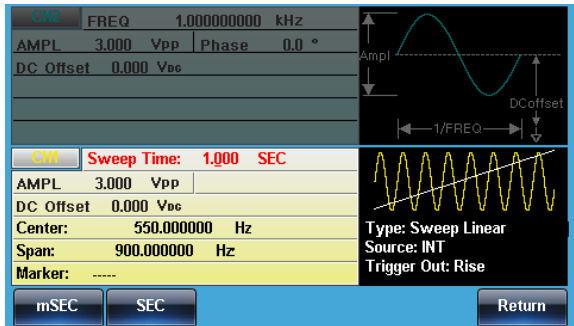 CH2 FREQ 1.000000000 kHz
AMPL 3.000 VPP Phase 0.0 °
DC Offset 0.000 VDC
Ampl
DCoffset
1/FREQ
CH1 Sweep Time: 1.000 SEC
AMPL 3.000 VPP
DC Offset 0.000 VDC
Center: 550.000000 Hz
Span: 900.000000 Hz
Marker: -----
Type: Sweep Linear
Source: INT
Trigger Out: Rise
mSEC SEC Return